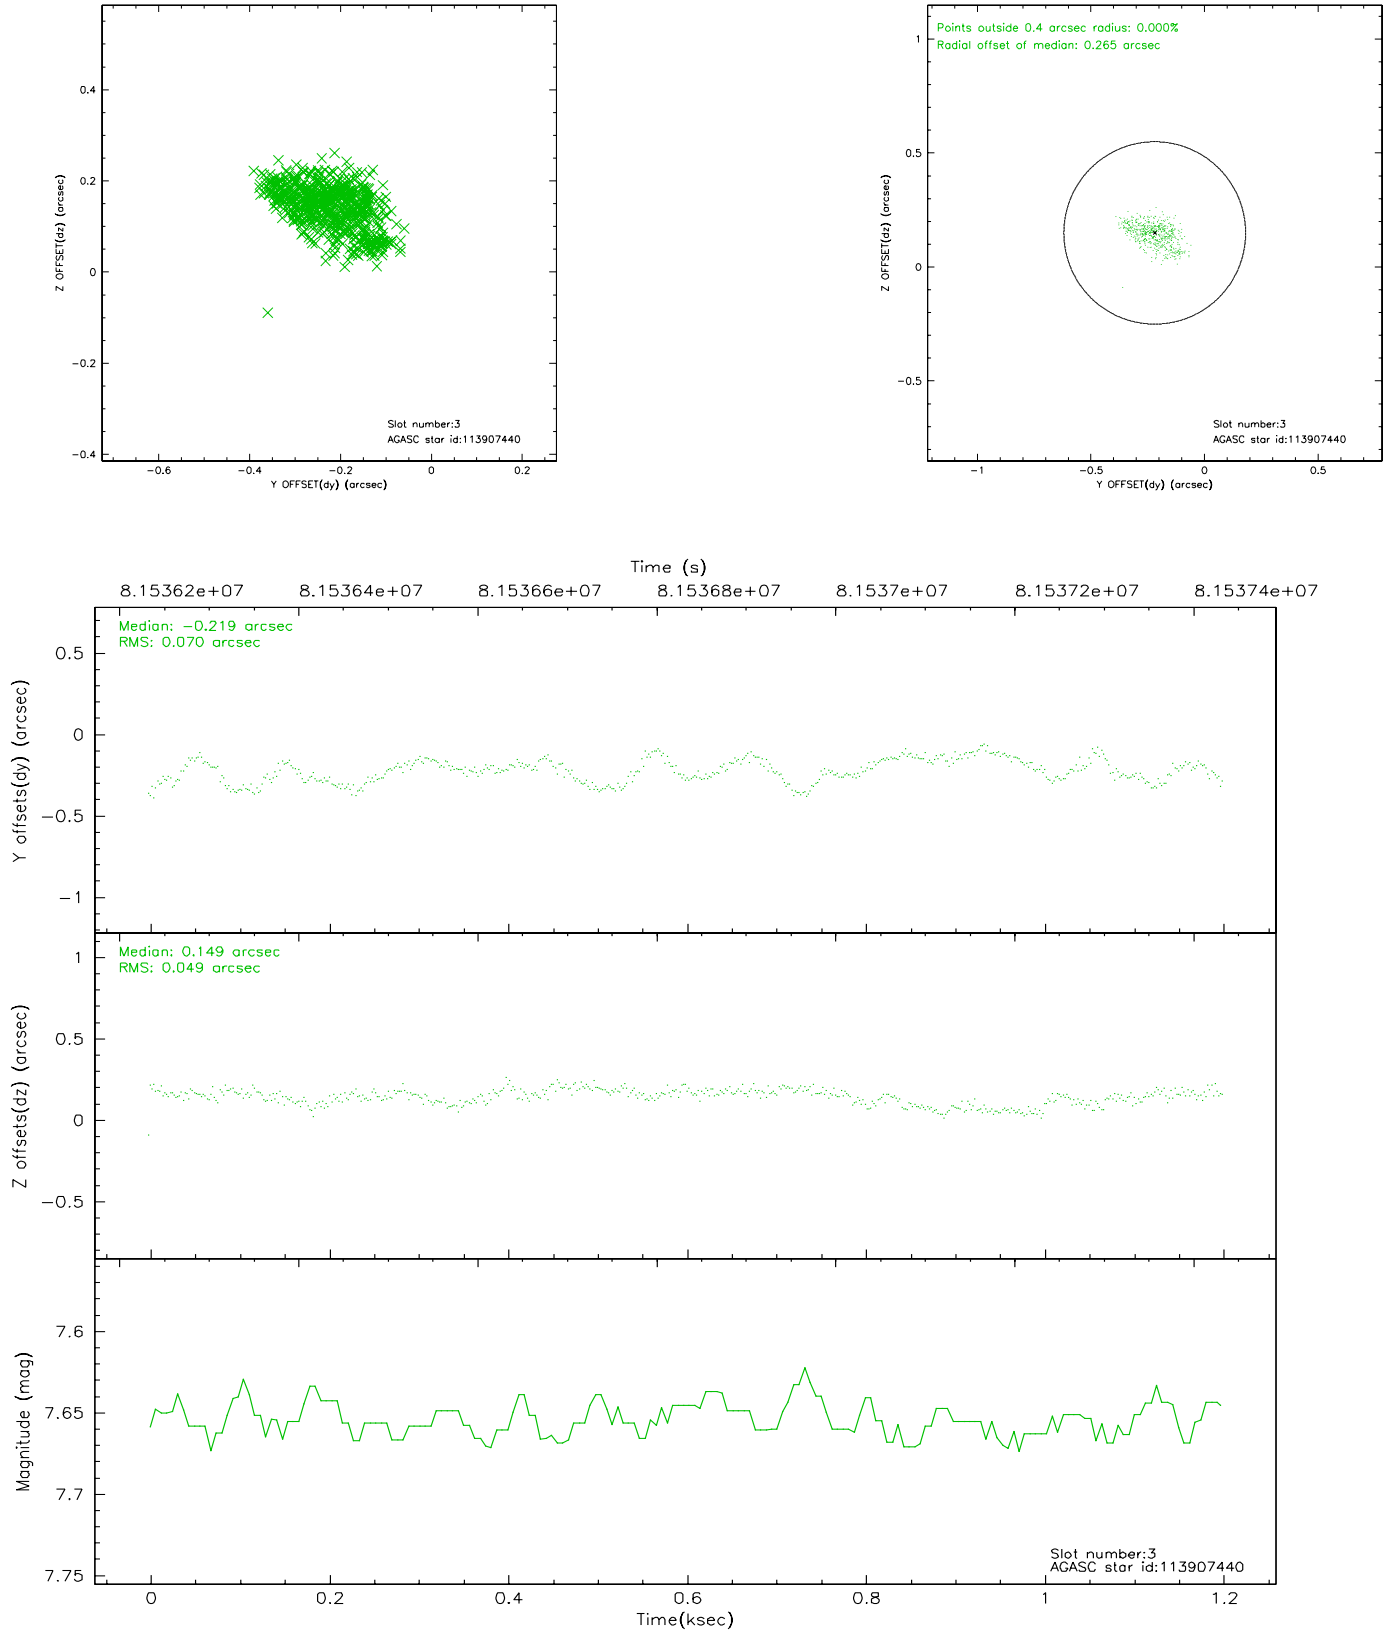 0.4
0.2
0
-0.2
-0.4
Z OFFSET(dz) (arcsec)
Slot number:3
AGASC star id:113907440
-0.6 -0.4 -0.2 0 0.2
Y OFFSET(dy) (arcsec)
Points outside 0.4 arcsec radius: 0.000%
Radial offset of median: 0.265 arcsec
1
0.5
0
-0.5
Z OFFSET(dz) (arcsec)
Slot number:3
AGASC star id:113907440
-1 -0.5 0 0.5
Y OFFSET(dy) (arcsec)
Time (s)
8.15362e+07 8.15364e+07 8.15366e+07 8.15368e+07 8.1537e+07 8.15372e+07 8.15374e+07
Median: -0.219 arcsec
RMS: 0.070 arcsec
0.5
0
-0.5
-1
Y offsets(dy) (arcsec)
Median: 0.149 arcsec
RMS: 0.049 arcsec
1
0.5
0
-0.5
Z offsets(dz) (arcsec)
7.6
7.65
7.7
7.75
Magnitude (mag)
Slot number:3
AGASC star id:113907440
0 0.2 0.4 0.6 0.8 1 1.2
Time(ksec)